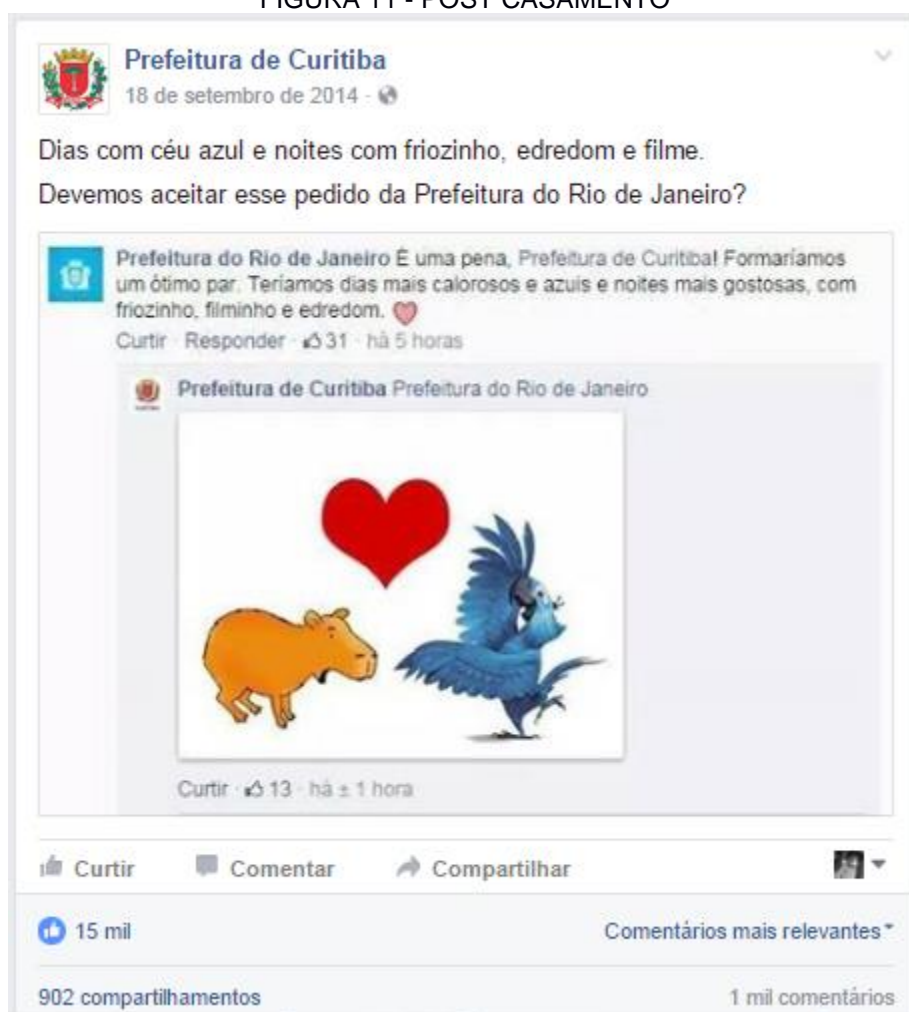 FIGURA 11 - POST CASAMENTO
Prefeitura de Curitiba
18 de setembro de 2014 ·
Dias com céu azul e noites com friozinho, edredom e filme.
Devemos aceitar esse pedido da Prefeitura do Rio de Janeiro?
Prefeitura do Rio de Janeiro É uma pena, Prefeitura de Curitiba! Formaríamos
um ótimo par. Teríamos dias mais calorosos e azuis e noites mais gostosas, com
friozinho, filminho e edredom.
Curtir · Responder · 31 · há 5 horas
Prefeitura de Curitiba Prefeitura do Rio de Janeiro
Curtir · 13 · há ± 1 hora
Curtir Comentar Compartilhar
15 mil Comentários mais relevantes
902 compartilhamentos 1 mil comentários